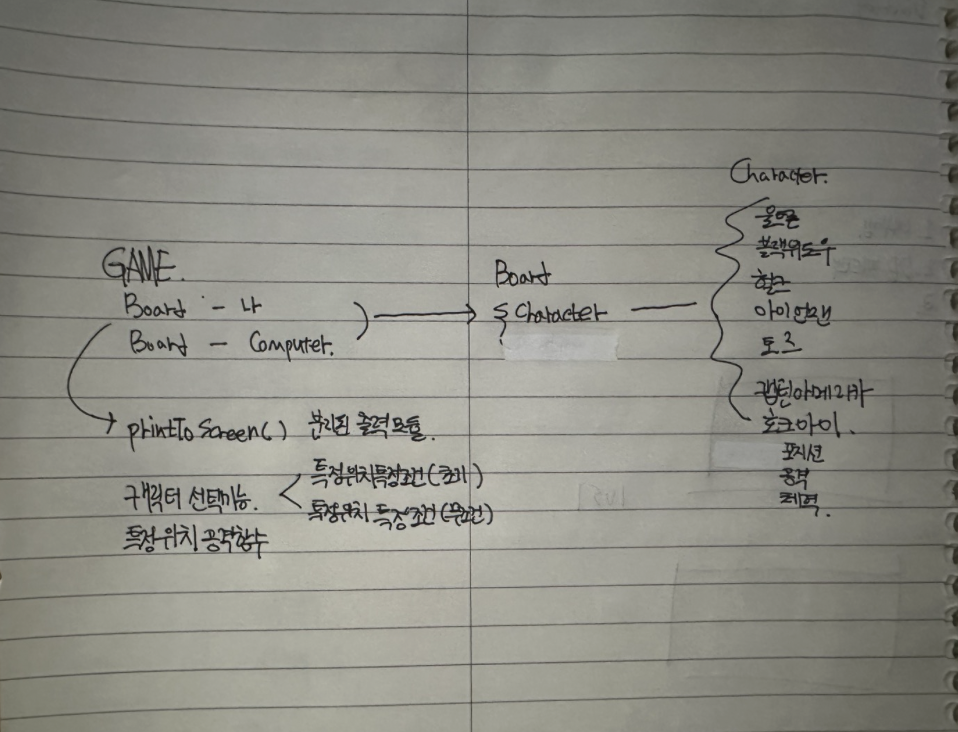 GAME.
Board - 나
Board - Computer.
printToScreen() 분리된 출력 모듈.
캐릭터 선택기능.
특정위치 특정조건(초기)
특정위치 특정조건(무조건)
특정 위치 공격함수
Board
{ Character
Character.
블랙위도우
헐크
아이언맨
토르
캡틴아메리카
호크아이.
포지션
공격
체력.